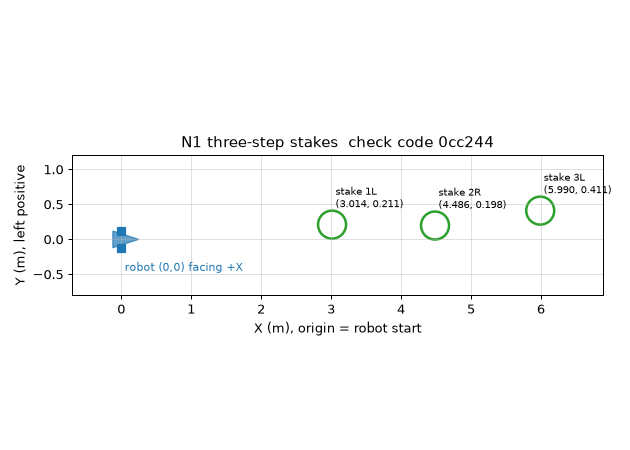 N1 three-step stakes  check code 0cc244
Y (m), left positive
1.0
0.5
0.0
−0.5
stake 1L
(3.014, 0.211)
stake 2R
(4.486, 0.198)
stake 3L
(5.990, 0.411)
robot (0,0) facing +X
0 1 2 3 4 5 6
X (m), origin = robot start